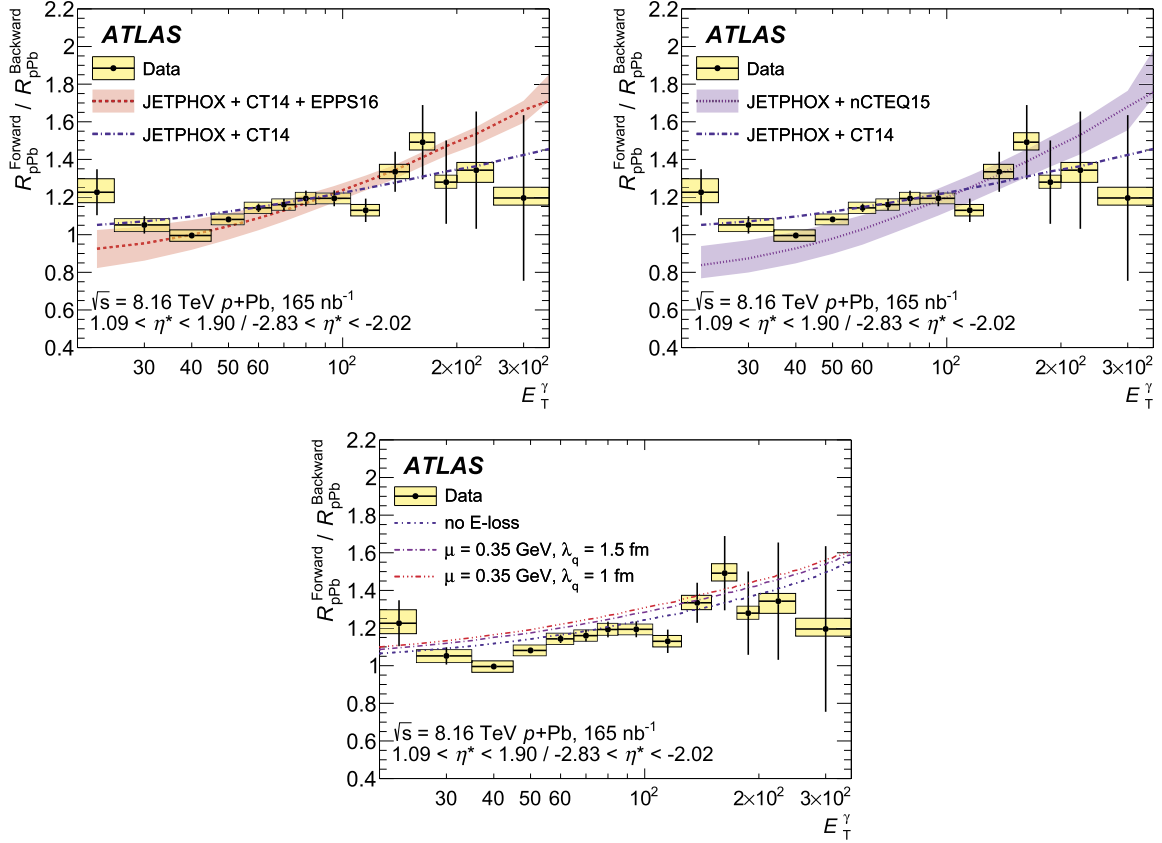 R_pPb^Forward / R_pPb^Backward
2.2
2
1.8
1.6
1.4
1.2
1
0.8
0.6
0.4
ATLAS
Data
JETPHOX + CT14 + EPPS16
JETPHOX + CT14
√s = 8.16 TeV p+Pb, 165 nb⁻¹
1.09 < η* < 1.90 / -2.83 < η* < -2.02
30 40 50 60 10² 2×10² 3×10²
E_T^γ
R_pPb^Forward / R_pPb^Backward
2.2
2
1.8
1.6
1.4
1.2
1
0.8
0.6
0.4
ATLAS
Data
JETPHOX + nCTEQ15
JETPHOX + CT14
√s = 8.16 TeV p+Pb, 165 nb⁻¹
1.09 < η* < 1.90 / -2.83 < η* < -2.02
30 40 50 60 10² 2×10² 3×10²
E_T^γ
R_pPb^Forward / R_pPb^Backward
2.2
2
1.8
1.6
1.4
1.2
1
0.8
0.6
0.4
ATLAS
Data
no E-loss
μ = 0.35 GeV, λ_q = 1.5 fm
μ = 0.35 GeV, λ_q = 1 fm
√s = 8.16 TeV p+Pb, 165 nb⁻¹
1.09 < η* < 1.90 / -2.83 < η* < -2.02
30 40 50 60 10² 2×10² 3×10²
E_T^γ